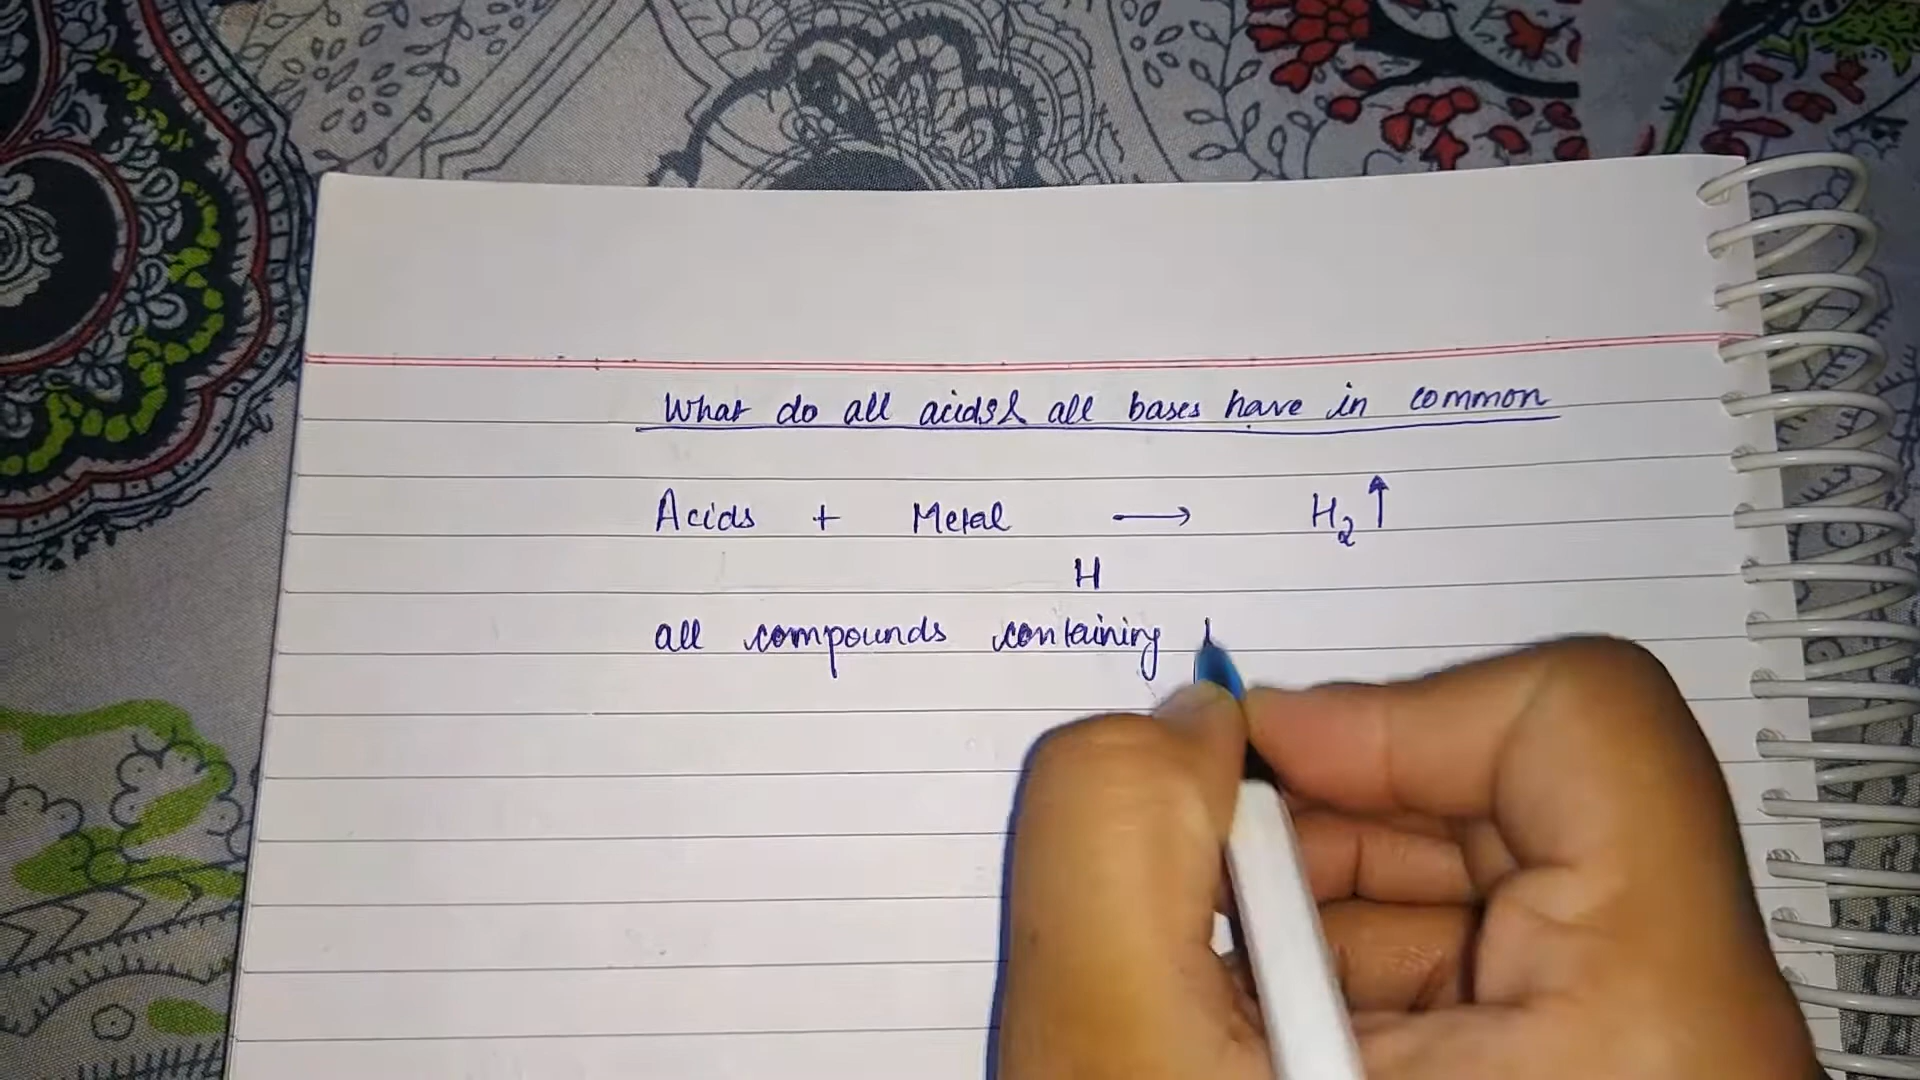 What do all acids & all bases have in common
Acids + Metal ⟶ H₂↑
H
all compounds containing